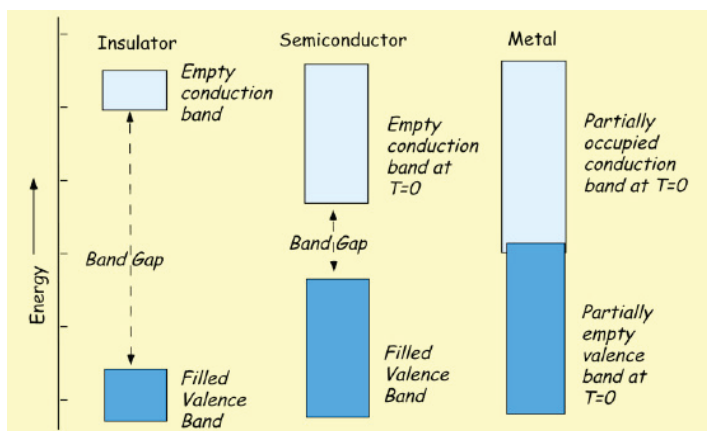 Insulator
Empty
conduction
band
Band Gap
Filled
Valence
Band
Semiconductor
Empty
conduction
band at
T=0
Band Gap
Filled
Valence
Band
Metal
Partially
occupied
conduction
band at T=0
Partially
empty
valence
band at
T=0
Energy